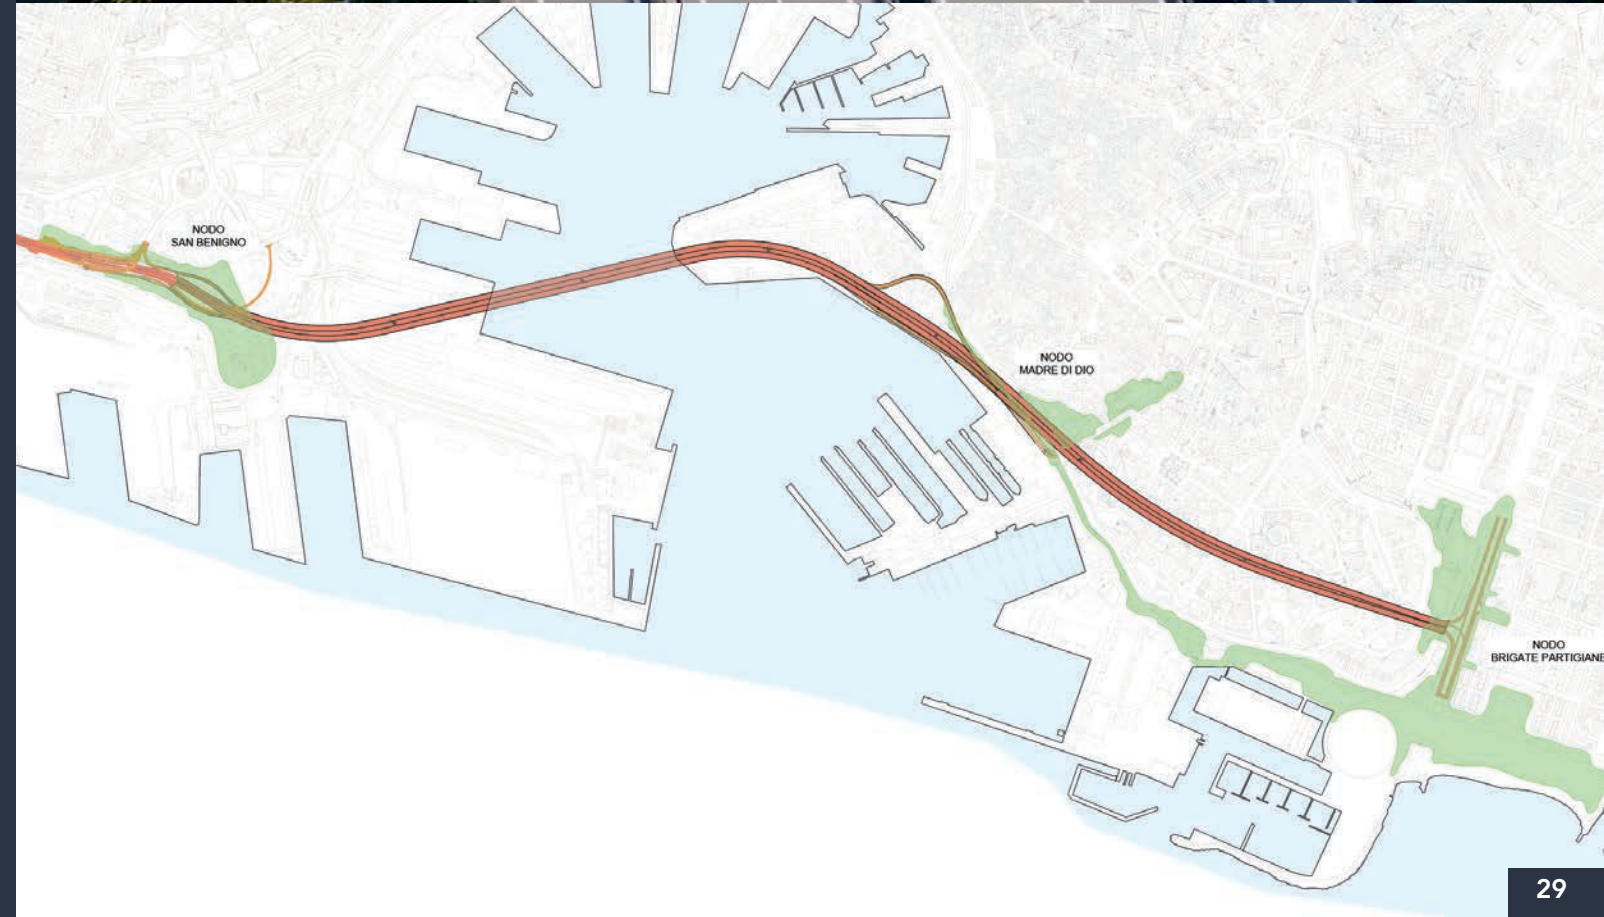 NODO
SAN BENIGNO
NODO
MADRE DI DIO
NODO
BRIGATE PARTIGIANE
29